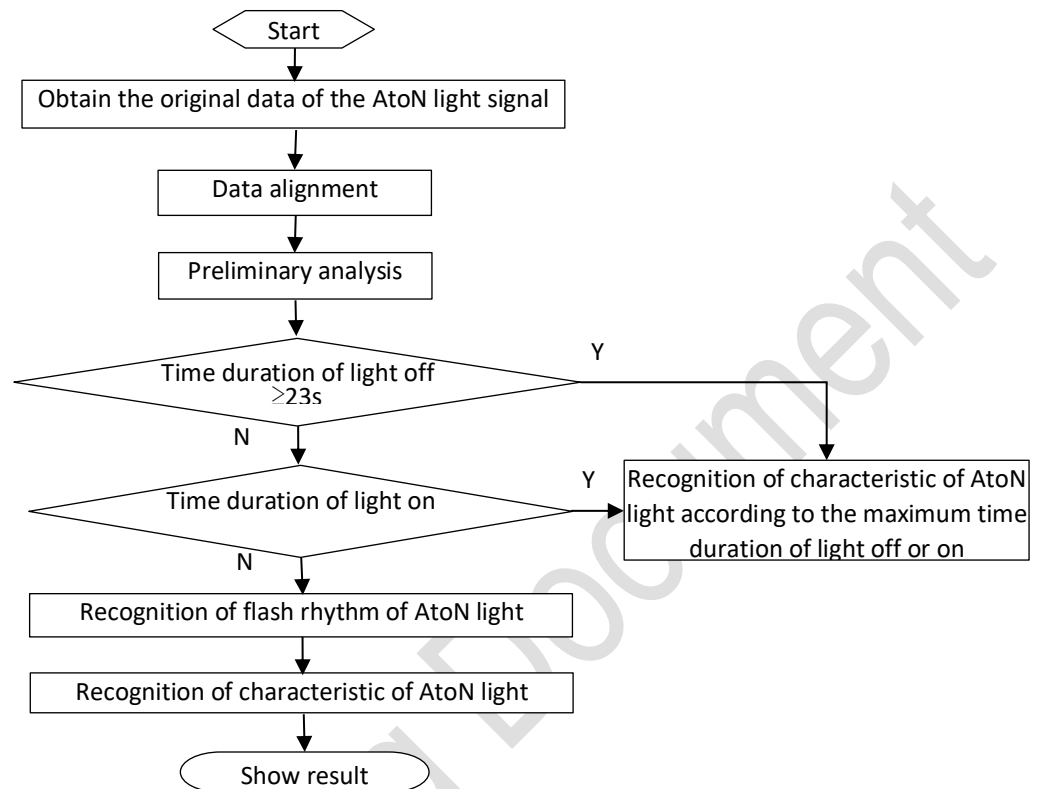 Start
Obtain the original data of the AtoN light signal
Data alignment
Preliminary analysis
Time duration of light off
≥23s
Y
N
Time duration of light on
Y
Recognition of characteristic of AtoN
light according to the maximum time
duration of light off or on
N
Recognition of flash rhythm of AtoN light
Recognition of characteristic of AtoN light
Show result
Document